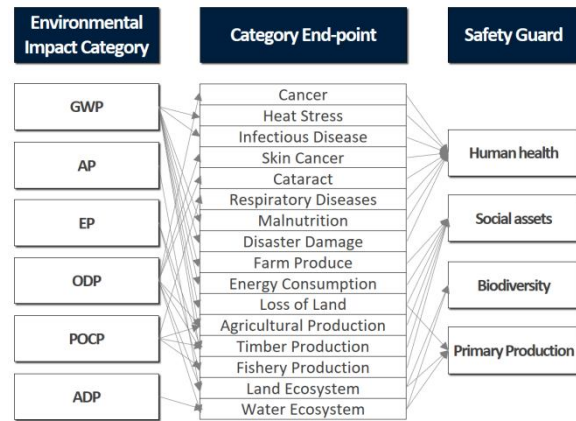 Environmental
Impact Category
Category End-point
Safety Guard
GWP
AP
EP
ODP
POCP
ADP
Cancer
Heat Stress
Infectious Disease
Skin Cancer
Cataract
Respiratory Diseases
Malnutrition
Disaster Damage
Farm Produce
Energy Consumption
Loss of Land
Agricultural Production
Timber Production
Fishery Production
Land Ecosystem
Water Ecosystem
Human health
Social assets
Biodiversity
Primary Production